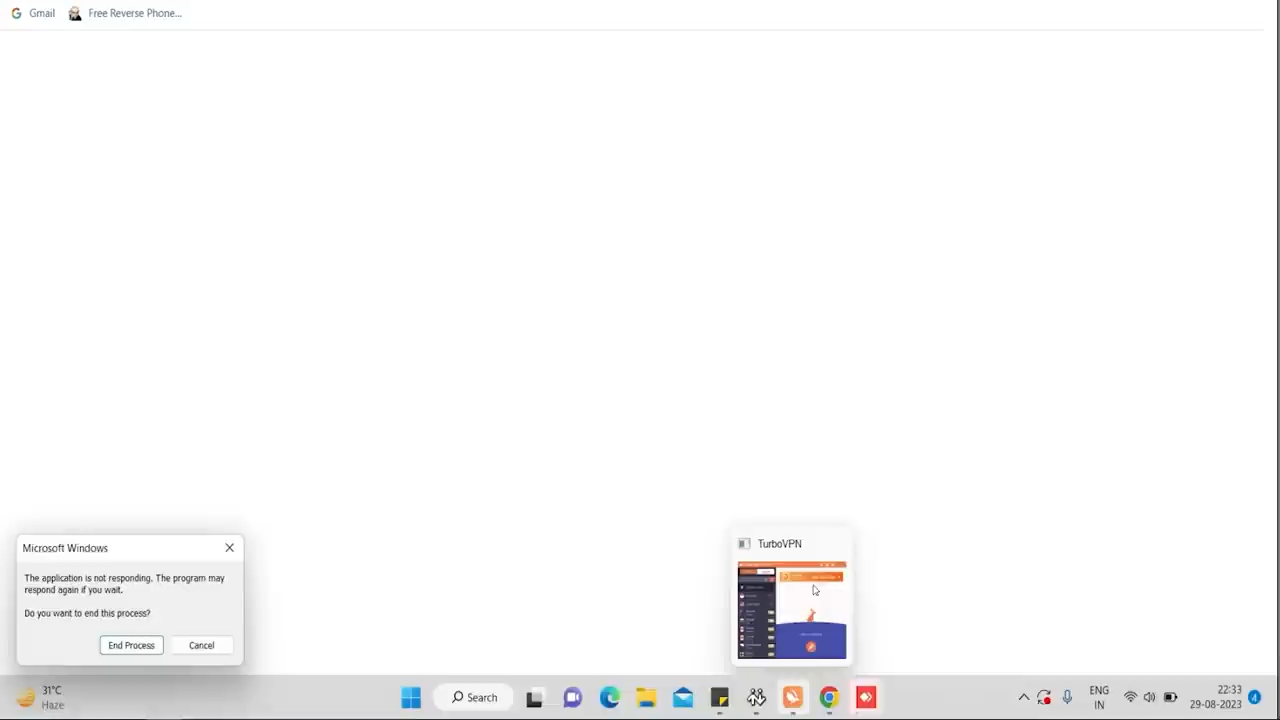 Gmail
Free Reverse Phone...
TurboVPN
Microsoft Windows
The application is not responding. The program may
respond again if you wait.
Do you want to end this process?
End Process
Cancel
31°C
Haze
Search
ENG
IN
22:33
29-08-2023
4